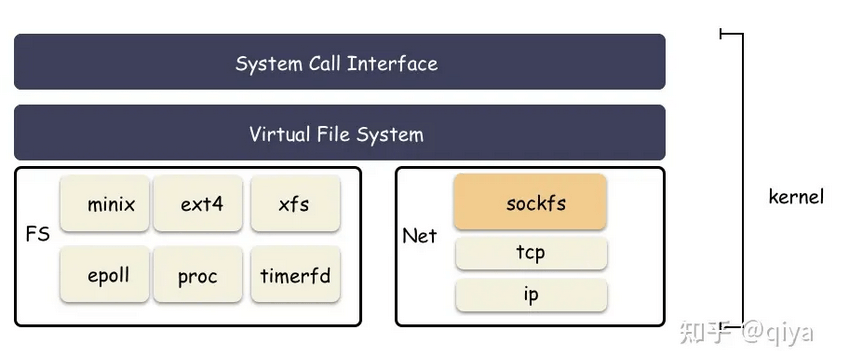 System Call Interface
Virtual File System
FS
minix ext4 xfs
epoll proc timerfd
Net
sockfs
tcp
ip
kernel
知乎 @qiya